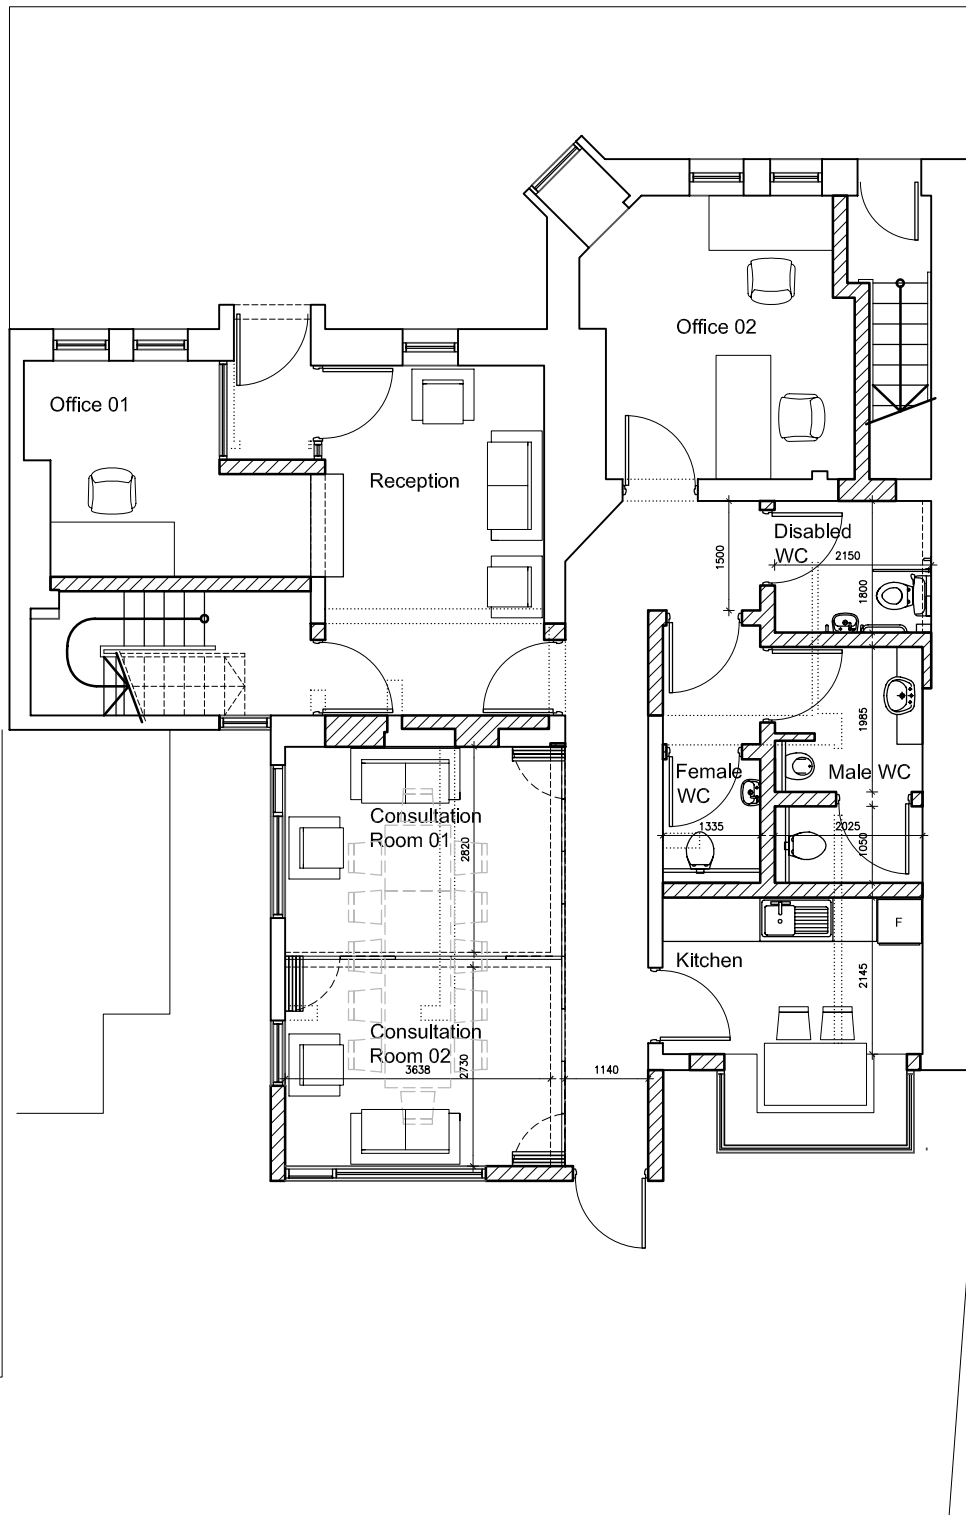 Office 02
Office 01
Reception
Disabled
WC
2150
1500
1800
1985
Female
WC
Male WC
Consultation
Room 01
2820
1335
2025
1050
F
Kitchen
2145
Consultation
Room 02
2730
3638
1140